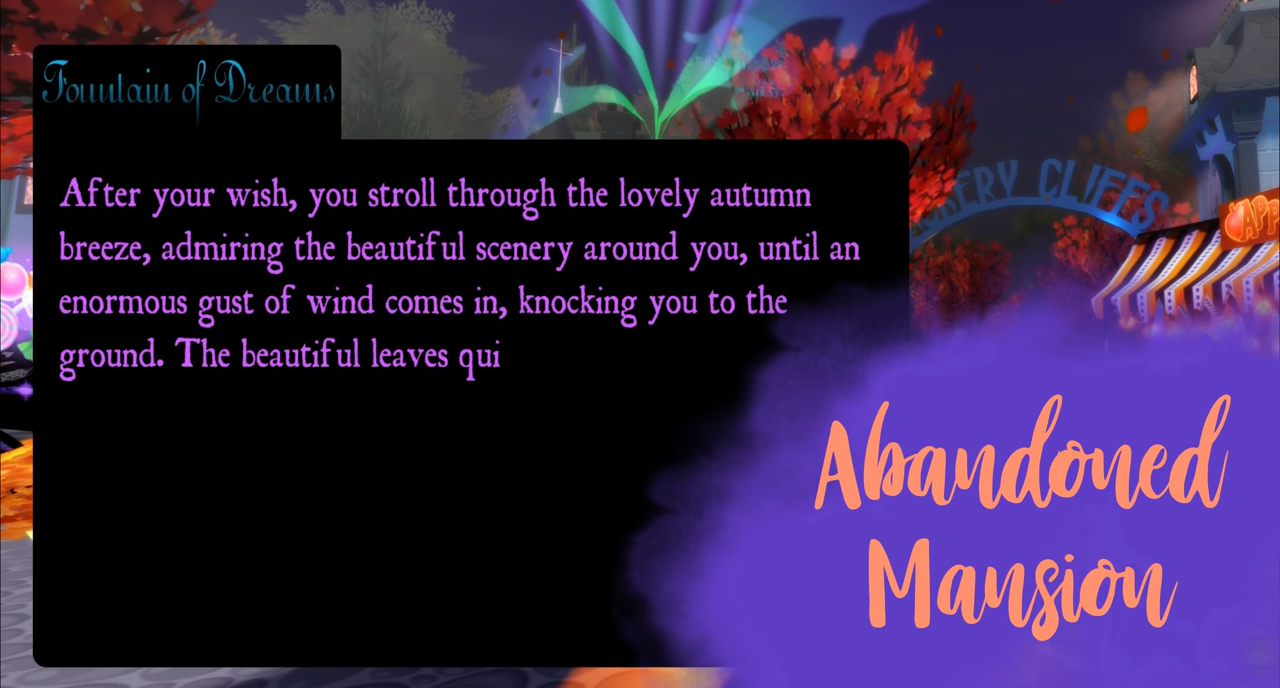 Fountain of Dreams
After your wish, you stroll through the lovely autumn
breeze, admiring the beautiful scenery around you, until an
enormous gust of wind comes in, knocking you to the
ground. The beautiful leaves qui
CLIFFS
Abandoned
Mansion